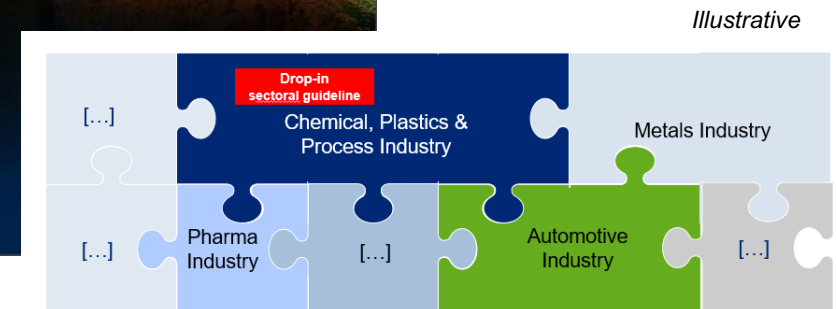 Illustrative
Drop-in
sectoral guideline
[...]
Chemical, Plastics &
Process Industry
Metals Industry
[...]
Pharma
Industry
[...]
Automotive
Industry
[...]